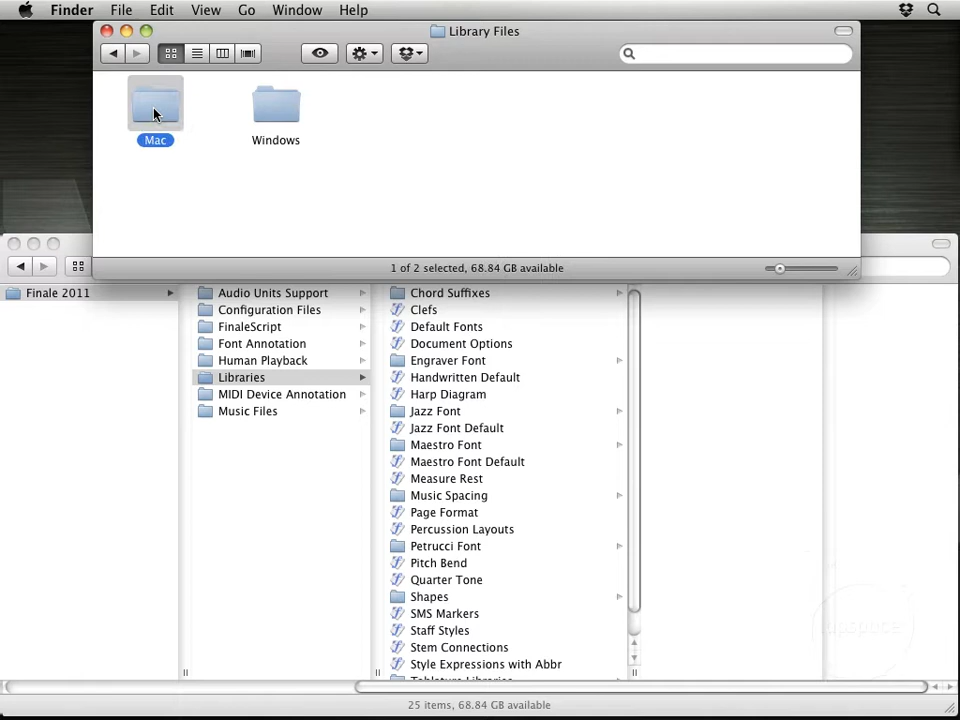 Finder File Edit View Go Window Help
Library Files
Mac
Windows
1 of 2 selected, 68.84 GB available
Finale 2011
Audio Units Support
Configuration Files
FinaleScript
Font Annotation
Human Playback
Libraries
MIDI Device Annotation
Music Files
Chord Suffixes
Clefs
Default Fonts
Document Options
Engraver Font
Handwritten Default
Harp Diagram
Jazz Font
Jazz Font Default
Maestro Font
Maestro Font Default
Measure Rest
Music Spacing
Page Format
Percussion Layouts
Petrucci Font
Pitch Bend
Quarter Tone
Shapes
SMS Markers
Staff Styles
Stem Connections
Style Expressions with Abbr
Tablature Libraries
25 items, 68.84 GB available